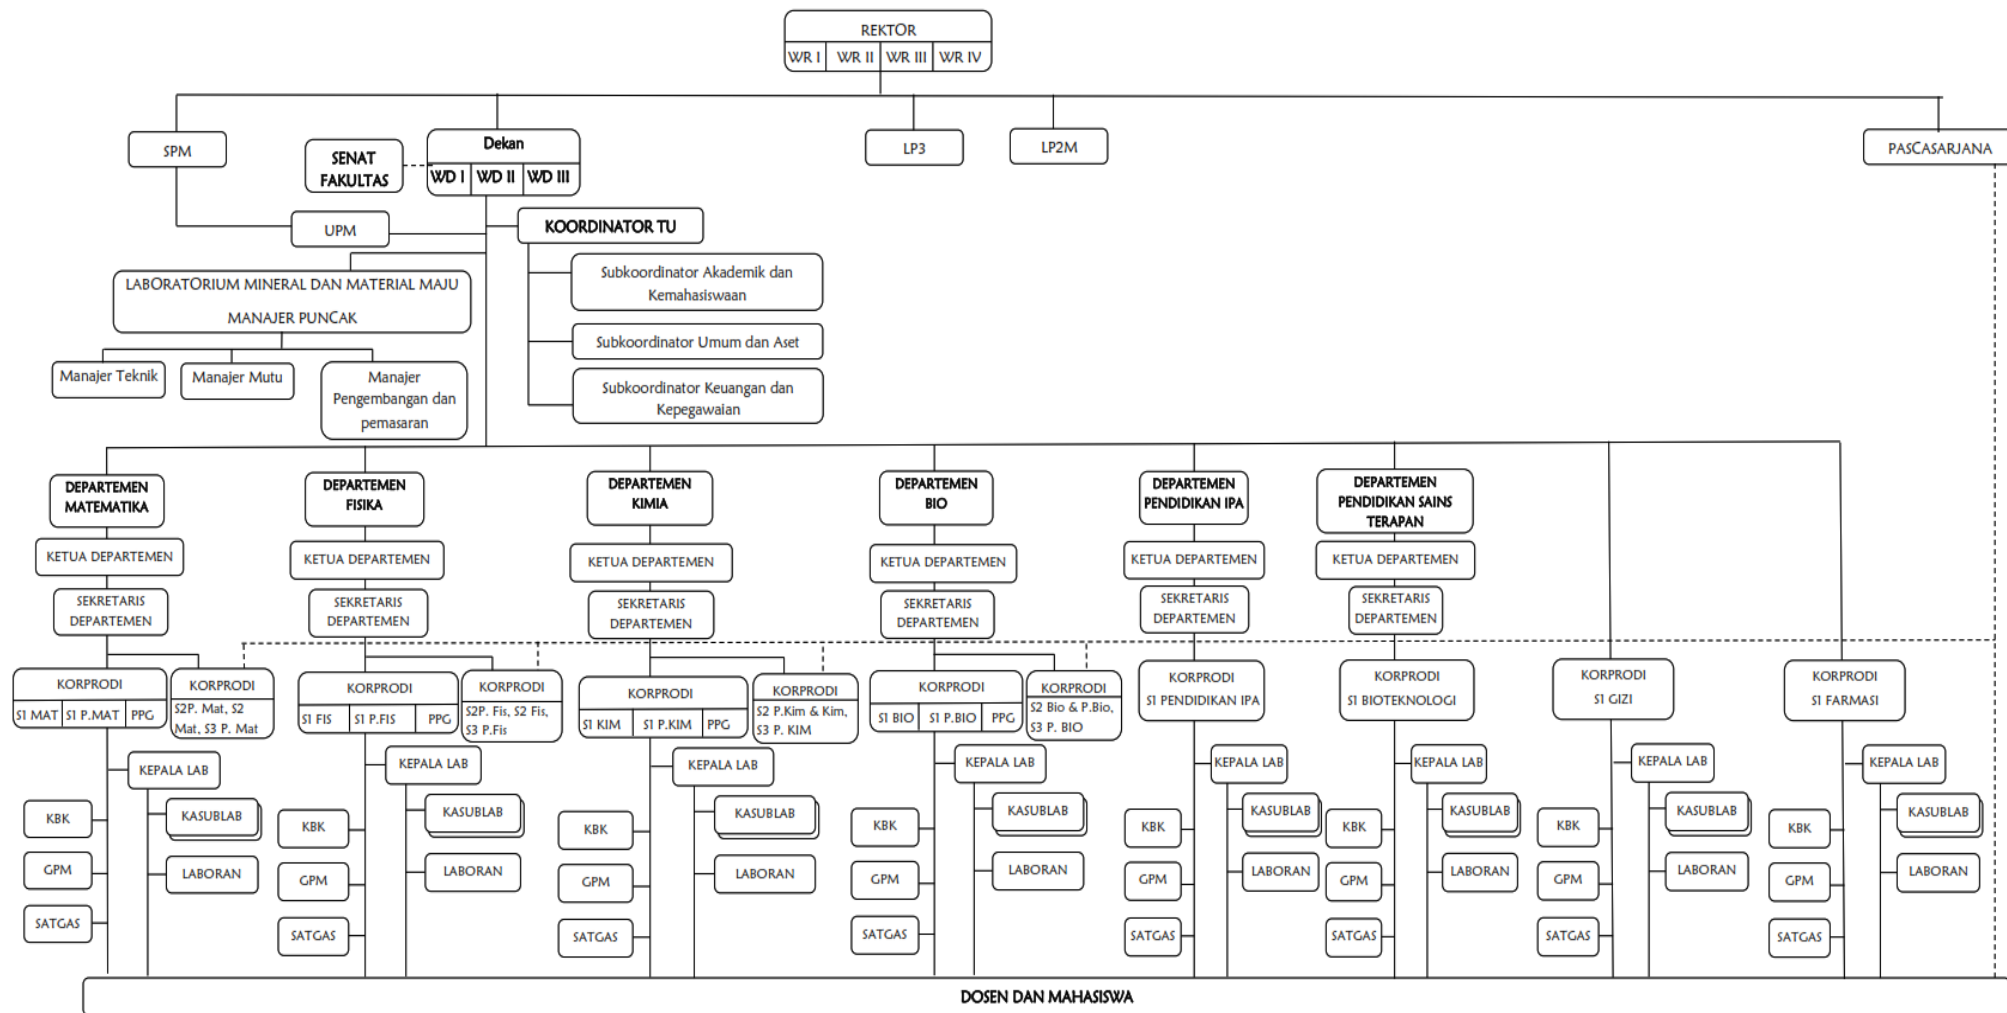 REKTOR
WR I WR II WR III WR IV
SPM
SENAT
FAKULTAS
Dekan
WD I WD II WD III
LP3
LP2M
PASCASARJANA
UPM
KOORDINATOR TU
Subkoordinator Akademik dan
Kemahasiswaan
Subkoordinator Umum dan Aset
Subkoordinator Keuangan dan
Kepegawaian
LABORATORIUM MINERAL DAN MATERIAL MAJU
MANAJER PUNCAK
Manajer Teknik
Manajer Mutu
Manajer
Pengembangan dan
pemasaran
DEPARTEMEN
MATEMATIKA
KETUA DEPARTEMEN
SEKRETARIS
DEPARTEMEN
KORPRODI
S1 MAT S1 P.MAT PPG
KORPRODI
S2P. Mat, S2
Mat, S3 P. Mat
KEPALA LAB
KASUBLAB
LABORAN
KBK
GPM
SATGAS
DEPARTEMEN
FISIKA
KETUA DEPARTEMEN
SEKRETARIS
DEPARTEMEN
KORPRODI
S1 FIS S1 P.FIS PPG
KORPRODI
S2P. Fis, S2 Fis,
S3 P.Fis
KEPALA LAB
KASUBLAB
LABORAN
KBK
GPM
SATGAS
DEPARTEMEN
KIMIA
KETUA DEPARTEMEN
SEKRETARIS
DEPARTEMEN
KORPRODI
S1 KIM S1 P.KIM PPG
KORPRODI
S2 P.Kim & Kim,
S3 P. KIM
KEPALA LAB
KASUBLAB
LABORAN
KBK
GPM
SATGAS
DEPARTEMEN
BIO
KETUA DEPARTEMEN
SEKRETARIS
DEPARTEMEN
KORPRODI
S1 BIO S1 P.BIO PPG
KORPRODI
S2 Bio & P.Bio,
S3 P. BIO
KEPALA LAB
KASUBLAB
LABORAN
KBK
GPM
SATGAS
DEPARTEMEN
PENDIDIKAN IPA
KETUA DEPARTEMEN
SEKRETARIS
DEPARTEMEN
KORPRODI
S1 PENDIDIKAN IPA
KEPALA LAB
KASUBLAB
LABORAN
KBK
GPM
SATGAS
DEPARTEMEN
PENDIDIKAN SAINS
TERAPAN
KETUA DEPARTEMEN
SEKRETARIS
DEPARTEMEN
KORPRODI
S1 BIOTEKNOLOGI
KEPALA LAB
KASUBLAB
LABORAN
KBK
GPM
SATGAS
KORPRODI
S1 GIZI
KEPALA LAB
KASUBLAB
LABORAN
KBK
GPM
SATGAS
KORPRODI
S1 FARMASI
KEPALA LAB
KASUBLAB
LABORAN
KBK
GPM
SATGAS
DOSEN DAN MAHASISWA